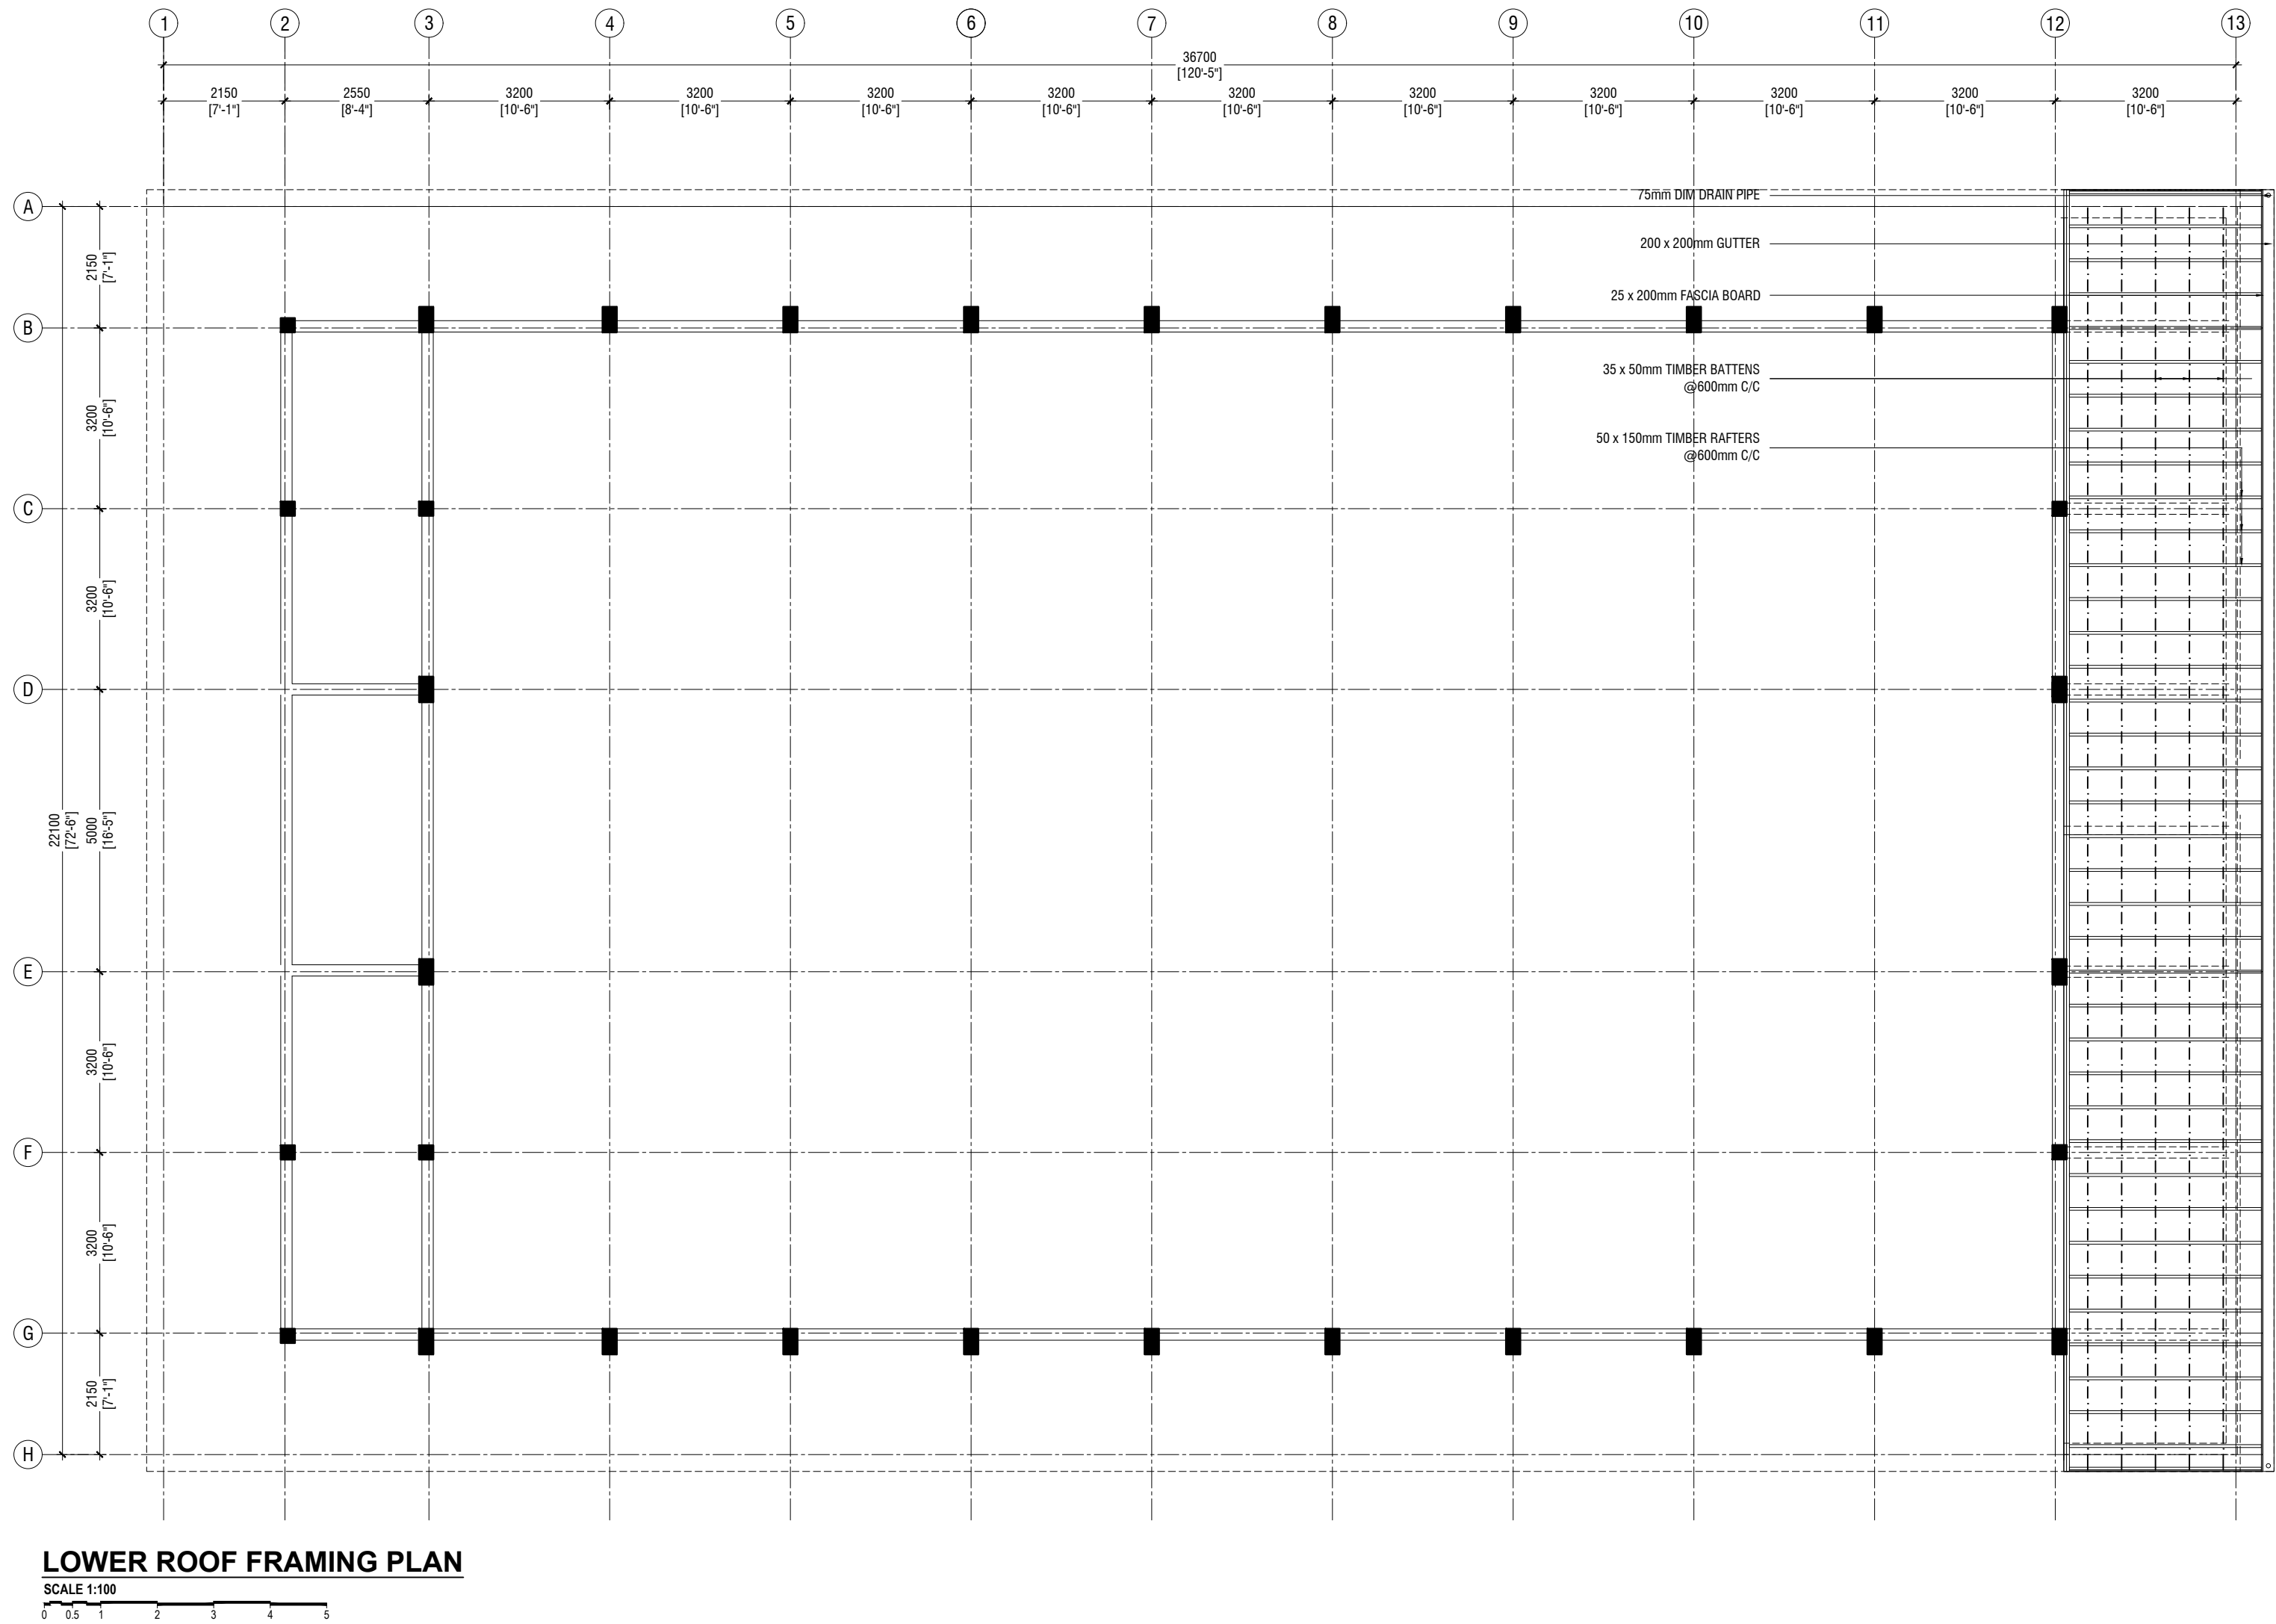 1 2 3 4 5 6 7 8 9 10 11 12 13
36700
[120'-5"]
2150 2550 3200 3200 3200 3200 3200 3200 3200 3200 3200 3200
[7'-1"] [8'-4"] [10'-6"] [10'-6"] [10'-6"] [10'-6"] [10'-6"] [10'-6"] [10'-6"] [10'-6"] [10'-6"] [10'-6"]
75mm DIM DRAIN PIPE
A
200 x 200mm GUTTER
2150
[7'-1"]
25 x 200mm FASCIA BOARD
B
35 x 50mm TIMBER BATTENS
@600mm C/C
3200
[10'-6"]
50 x 150mm TIMBER RAFTERS
@600mm C/C
C
3200
[10'-6"]
D
22100
[72'-6"]
5000
[16'-5"]
E
3200
[10'-6"]
F
3200
[10'-6"]
G
2150
[7'-1"]
H
LOWER ROOF FRAMING PLAN
SCALE 1:100
0 0.5 1 2 3 4 5